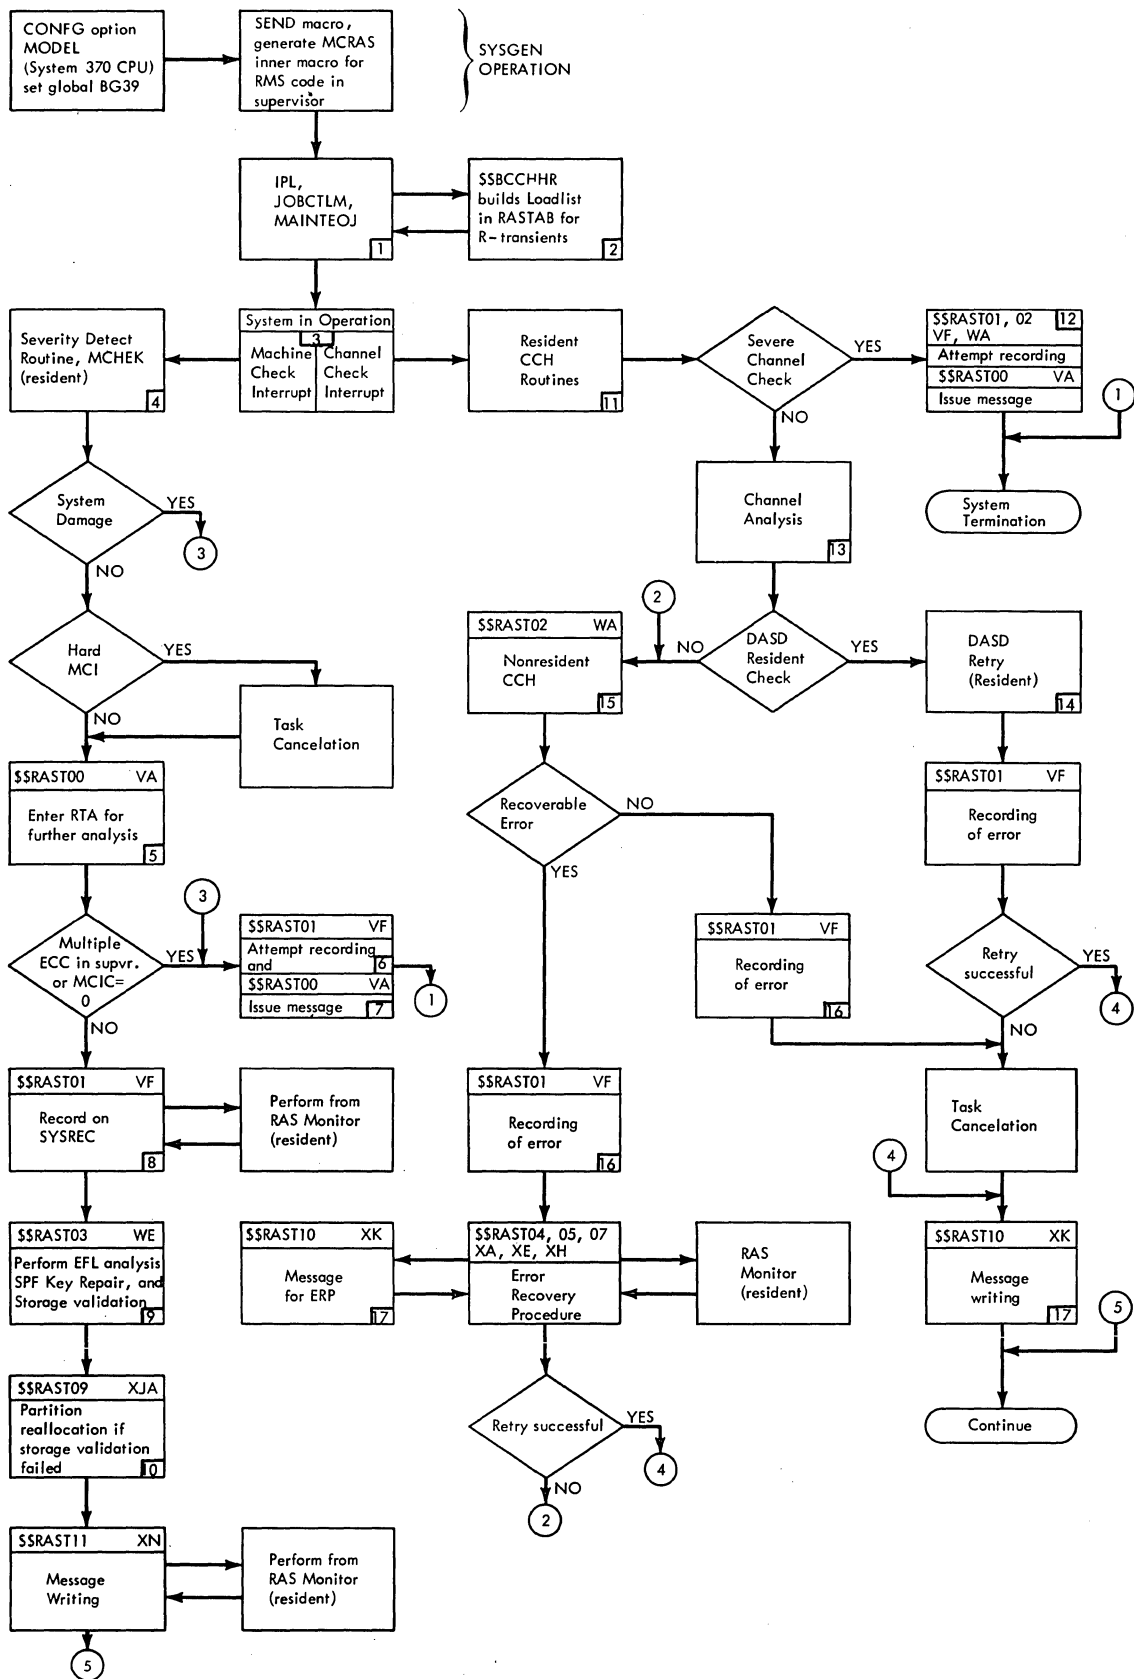 CONFG option
MODEL
(System 370 CPU)
set global BG39
SEND macro,
generate MCRAS
inner macro for
RMS code in
supervisor
SYSGEN
OPERATION
IPL,
JOBCTLM,
MAINTEOJ
1
$$BCCHHR
builds Loadlist
in RASTAB for
R-transients
2
Severity Detect
Routine, MCHEK
(resident)
4
System in Operation
3
Machine
Check
Interrupt
Channel
Check
Interrupt
Resident
CCH
Routines
11
Severe
Channel
Check
YES
NO
$$RAST01, 02
12
VF, WA
Attempt recording
$$RAST00 VA
Issue message
1
System
Termination
System
Damage
YES
3
NO
Channel
Analysis
13
Hard
MCI
YES
NO
Task
Cancelation
2
$$RAST02 WA
Nonresident
CCH
15
NO
DASD
Resident
Check
YES
DASD
Retry
(Resident)
14
$$RAST00 VA
Enter RTA for
further analysis
5
Recoverable
Error
NO
YES
$$RAST01 VF
Recording
of error
3
Multiple
ECC in supvr.
or MCIC=
0
YES
NO
$$RAST01 VF
Attempt recording
and
6
$$RAST00 VA
Issue message
7
1
$$RAST01 VF
Recording
of error
16
Retry
successful
YES
4
NO
$$RAST01 VF
Record on
SYSREC
8
Perform from
RAS Monitor
(resident)
$$RAST01 VF
Recording
of error
16
Task
Cancelation
4
$$RAST03 WE
Perform EFL analysis
SPF Key Repair, and
Storage validation
9
$$RAST10 XK
Message
for ERP
17
$$RAST04, 05, 07
XA, XE, XH
Error
Recovery
Procedure
RAS
Monitor
(resident)
$$RAST10 XK
Message
writing
17
5
$$RAST09 XJA
Partition
reallocation if
storage validation
failed
10
Retry successful
YES
4
NO
2
Continue
$$RAST11 XN
Message
Writing
Perform from
RAS Monitor
(resident)
5